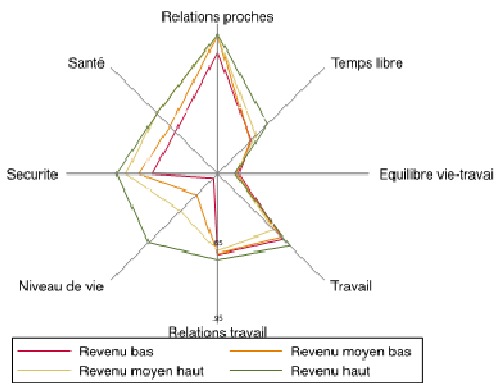 Relations proches
Santé
Temps libre
Securite
Equilibre vie-travai
Niveau de vie
Travail
Relations travail
Revenu bas
Revenu moyen bas
Revenu moyen haut
Revenu haut